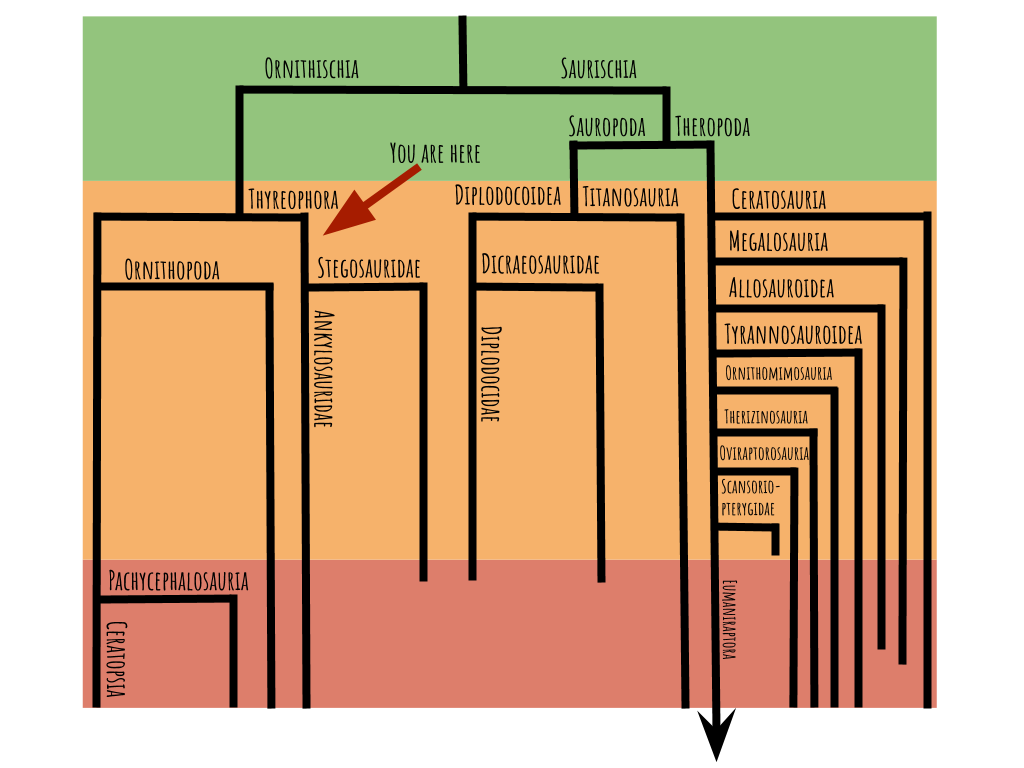 Ornithischia
Saurischia
Sauropoda
Theropoda
You are here
Thyreophora
Diplodocoidea
Titanosauria
Ceratosauria
Megalosauria
Ornithopoda
Stegosauridae
Dicraeosauridae
Allosauroidea
Ankylosauridae
Diplodocidae
Tyrannosauroidea
Ornithomimosauria
Therizinosauria
Oviraptorosauria
Scansorio-
pterygidae
Pachycephalosauria
Eumaniraptora
Ceratopsia